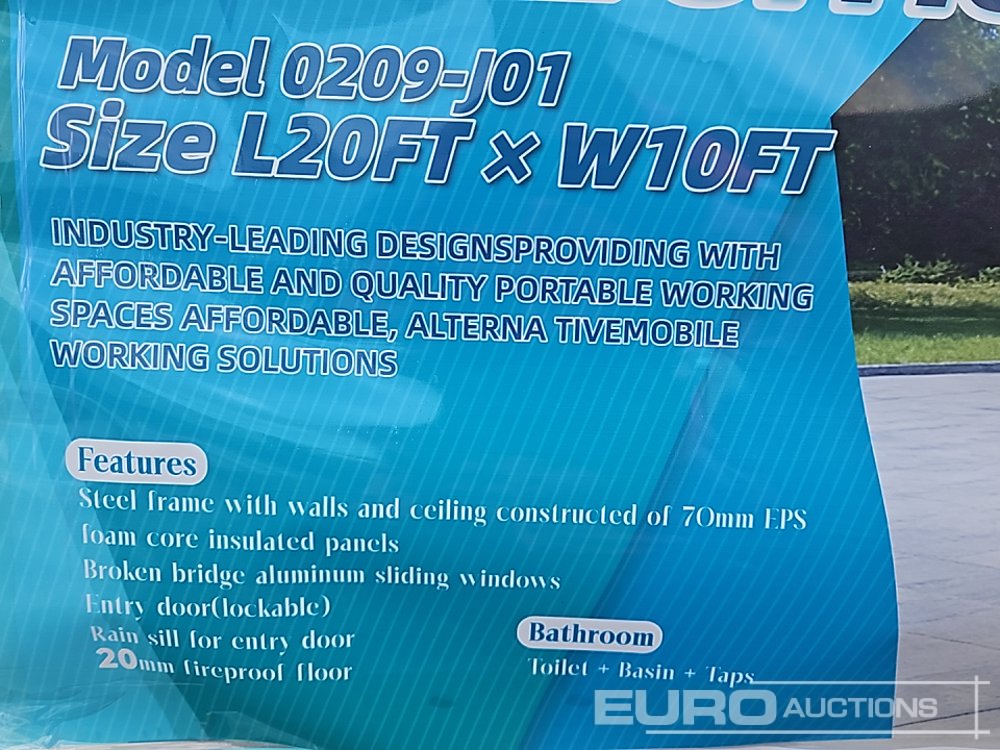 Model 0209-J01
Size L20FT × W10FT
INDUSTRY-LEADING DESIGNSPROVIDING WITH
AFFORDABLE AND QUALITY PORTABLE WORKING
SPACES AFFORDABLE, ALTERNA TIVEMOBILE
WORKING SOLUTIONS
Features
Steel frame with walls and ceiling constructed of 70mm EPS
foam core insulated panels
Broken bridge aluminum sliding windows
Entry door(lockable)
Rain sill for entry door
20mm fireproof floor
Bathroom
Toilet + Basin + Taps
EURO AUCTIONS